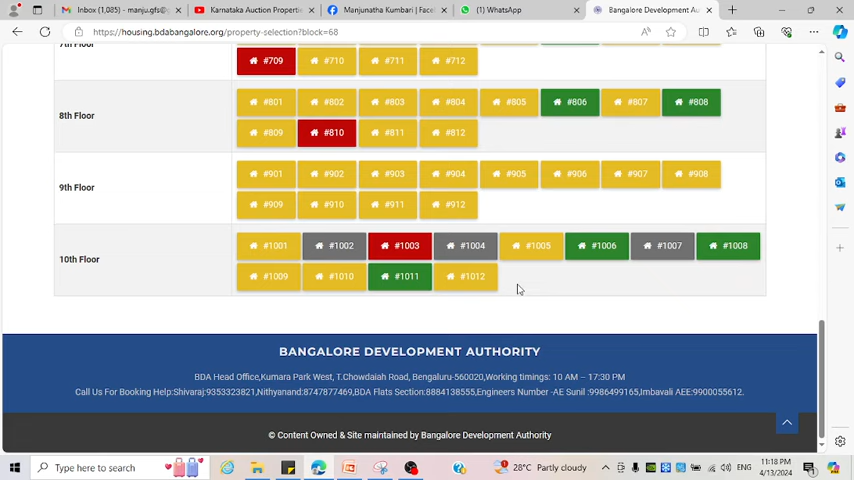 Inbox (1,085) - manju.gfs@g
Karnataka Auction Properti
Manjunatha Kumbari | Face
(1) WhatsApp
Bangalore Development Au
https://housing.bdabangalore.org/property-selection?block=68
7th Floor
#709 #710 #711 #712
8th Floor
#801 #802 #803 #804 #805 #806 #807 #808
#809 #810 #811 #812
9th Floor
#901 #902 #903 #904 #905 #906 #907 #908
#909 #910 #911 #912
10th Floor
#1001 #1002 #1003 #1004 #1005 #1006 #1007 #1008
#1009 #1010 #1011 #1012
BANGALORE DEVELOPMENT AUTHORITY
BDA Head Office,Kumara Park West, T.Chowdaiah Road, Bengaluru-560020,Working timings: 10 AM – 17:30 PM
Call Us For Booking Help:Shivaraj:9353323821,Nithyanand:8747877469,BDA Flats Section:8884138555,Engineers Number -AE Sunil :9986499165,Imbavali AEE:9900055612.
© Content Owned & Site maintained by Bangalore Development Authority
Type here to search
28°C Partly cloudy
ENG
11:18 PM
4/13/2024